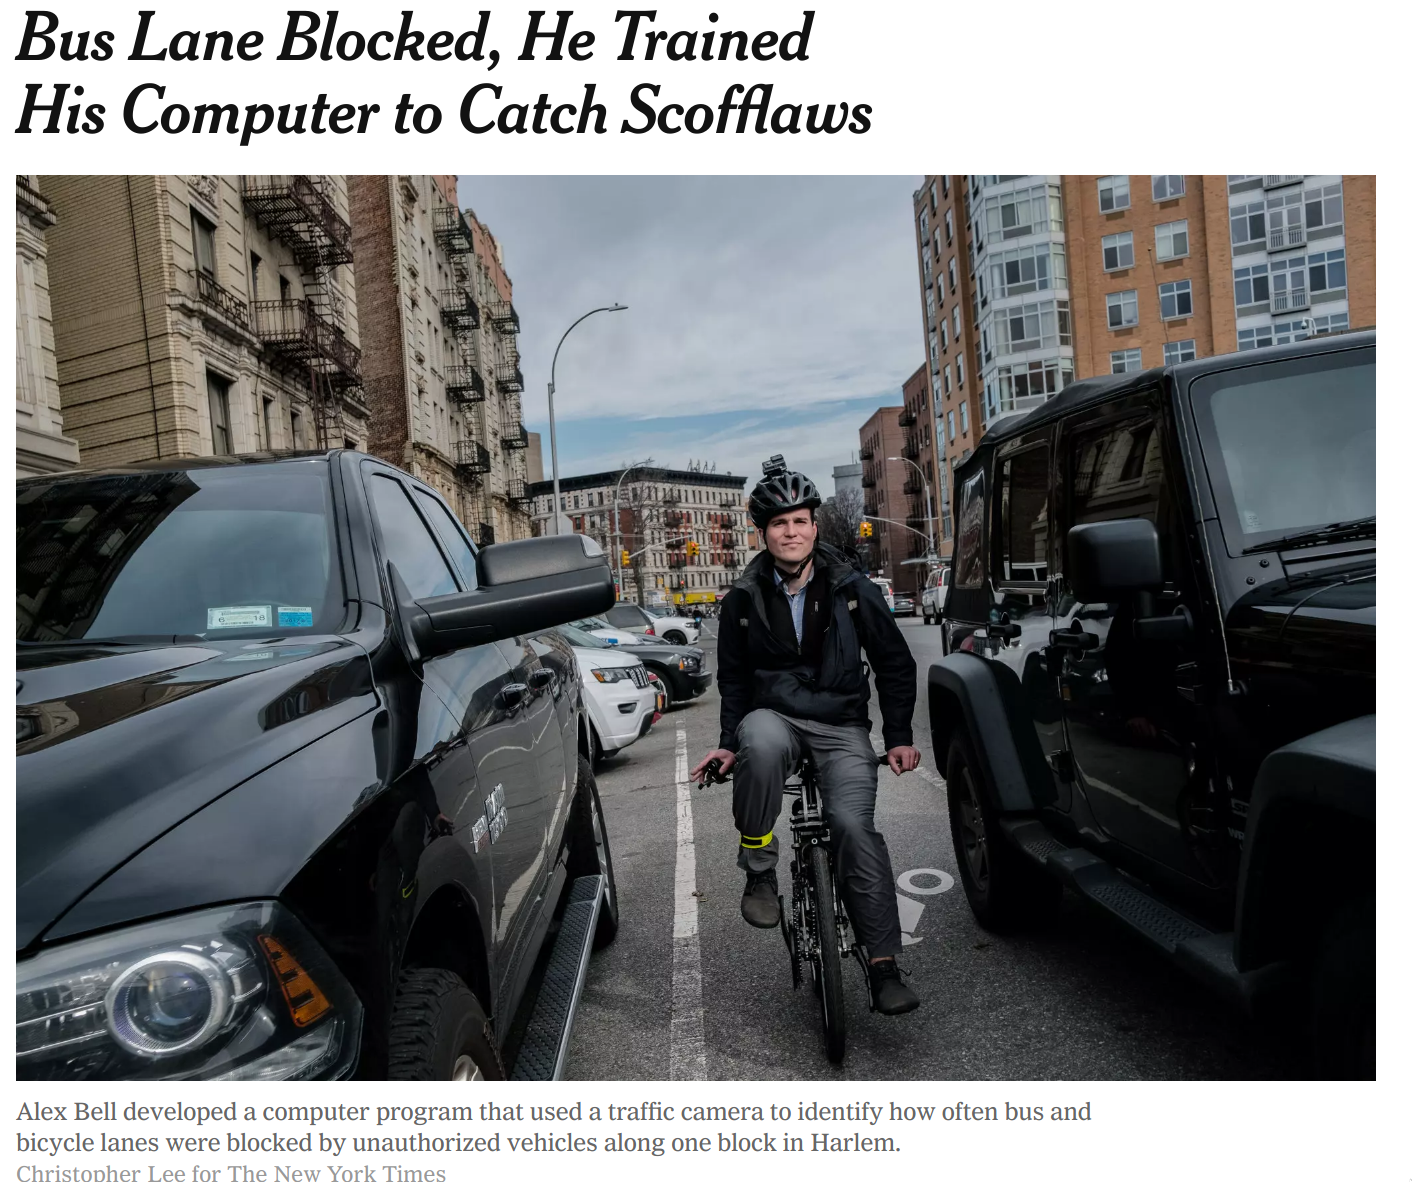 Bus Lane Blocked, He Trained
His Computer to Catch Scofflaws
6 18
Alex Bell developed a computer program that used a traffic camera to identify how often bus and
bicycle lanes were blocked by unauthorized vehicles along one block in Harlem.
Christopher Lee for The New York Times